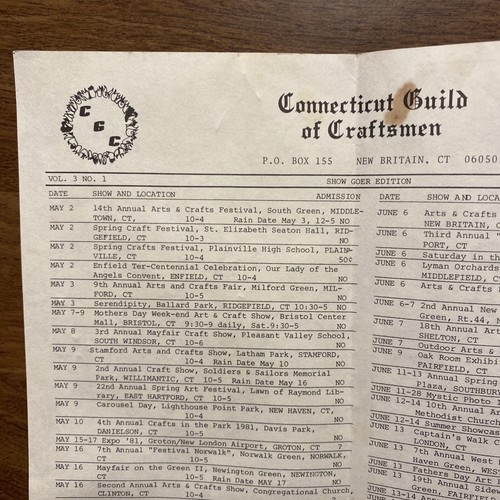 CGC
Connecticut Guild
of Craftsmen
P.O. BOX 155 NEW BRITAIN, CT 06050
VOL. 3 NO. 1 SHOW GOER EDITION
DATE SHOW AND LOCATION ADMISSION
MAY 2 14th Annual Arts & Crafts Festival, South Green, MIDDLE-
TOWN, CT 10-4 Rain Date May 3, 12-5 NO
MAY 2 Spring Craft Festival, St. Elizabeth Seaton Hall, RID-
GEFIELD, CT 10-3 NO
MAY 2 Spring Crafts Festival, Plainville High School, PLAIN-
VILLE, CT 10-4 50¢
MAY 2 Enfield Ter-Centennial Celebration, Our Lady of the
Angels Convent, ENFIELD, CT 10-4 NO
MAY 3 9th Annual Arts and Crafts Fair, Milford Green, MIL-
FORD, CT 10-5 NO
MAY 3 Serendipity, Ballard Park, RIDGEFIELD, CT 10:30-5 NO
MAY 7-9 Mothers Day Week-end Art & Craft Show, Bristol Center
Mall, BRISTOL, CT 9:30-9 daily, Sat.9:30-5 NO
MAY 8 3rd Annual Mayfair Craft Show, Pleasant Valley School,
SOUTH WINDSOR, CT 10-6 NO
MAY 9 Stamford Arts and Crafts Show, Latham Park, STAMFORD,
CT 10-4 Rain Date May 10 NO
MAY 9 2nd Annual Craft Show, Soldiers & Sailors Memorial
Park, WILLIMANTIC, CT 10-5 Rain Date May 16 NO
MAY 9 22nd Annual Spring Art Festival, Lawn of Raymond Lib-
rary, EAST HARTFORD, CT 10-5 NO
MAY 9 Carousel Day, Lighthouse Point Park, NEW HAVEN, CT,
10-4 NO
MAY 10 4th Annual Crafts in the Park 1981, Davis Park,
DANIELSON, CT 10-5 NO
MAY 15-17 Expo '81, Groton/New London Airport, GROTON, CT ?
MAY 16 7th Annual "Festival Norwalk", Norwalk Green, NORWALK,
CT 10-5 NO
MAY 16 Mayfair on the Green II, Newington Green, NEWINGTON,
CT 10-5 Rain Date MAY 17 NO
MAY 16 Second Annual Arts & Crafts Show, Congregational Church
CLINTON, CT 10-4
DATE SHOW AND LOCA
JUNE 6 Arts & Crafts
NEW BRITAIN, C
JUNE 6 Third Annual "
PORT, CT
JUNE 6 Saturday in th
JUNE 6 Lyman Orchards
MIDDLEFIELD, C
JUNE 6 Arts & Crafts
JUNE 6-7 2nd Annual New
Green, Rt.44, N
JUNE 7 18th Annual Art
SHELTON, CT
JUNE 7 Outdoor Arts &
JUNE 9 Oak Room Exhibi
FAIRFIELD, CT
JUNE 11-13 Annual Spring
Plaza, SOUTHBURY
JUNE 11-28 Mystic Photo
JUNE 12-14 10th Annual A
Methodist Church
JUNE 12-14 Summer Showcas
JUNE 13 Captain's Walk C
LONDON, CT
JUNE 13 7th Annual West
Haven Green, WES
JUNE 13 Fathers Day Arts
JUNE 13 19th Annual Side
Green, FAIRFIEL